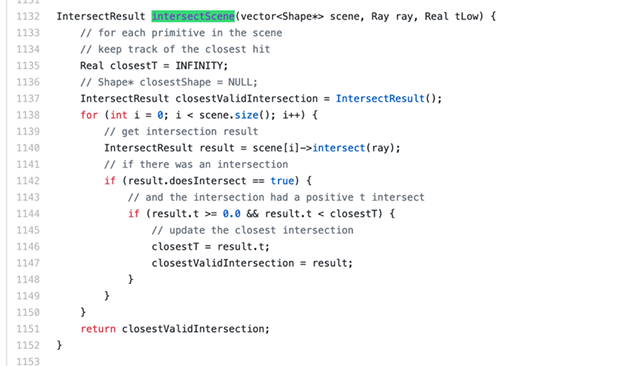 1132 IntersectResult intersectScene(vector<Shape*> scene, Ray ray, Real tLow) {
1133     // for each primitive in the scene
1134     // keep track of the closest hit
1135     Real closestT = INFINITY;
1136     // Shape* closestShape = NULL;
1137     IntersectResult closestValidIntersection = IntersectResult();
1138     for (int i = 0; i < scene.size(); i++) {
1139         // get intersection result
1140         IntersectResult result = scene[i]->intersect(ray);
1141         // if there was an intersection
1142         if (result.doesIntersect == true) {
1143             // and the intersection had a positive t intersect
1144             if (result.t >= 0.0 && result.t < closestT) {
1145                 // update the closest intersection
1146                 closestT = result.t;
1147                 closestValidIntersection = result;
1148             }
1149         }
1150     }
1151     return closestValidIntersection;
1152 }
1153